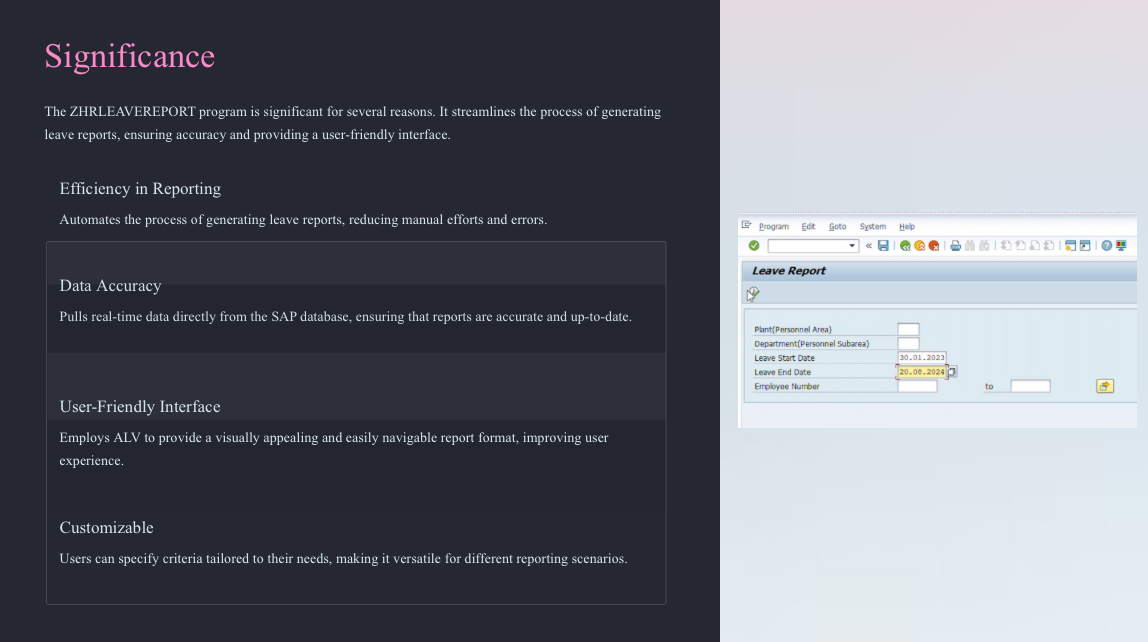 Significance
The ZHRLEAVEREPORT program is significant for several reasons. It streamlines the process of generating
leave reports, ensuring accuracy and providing a user-friendly interface.
Efficiency in Reporting
Automates the process of generating leave reports, reducing manual efforts and errors.
Data Accuracy
Pulls real-time data directly from the SAP database, ensuring that reports are accurate and up-to-date.
User-Friendly Interface
Employs ALV to provide a visually appealing and easily navigable report format, improving user
experience.
Customizable
Users can specify criteria tailored to their needs, making it versatile for different reporting scenarios.
Program Edit Goto System Help
Leave Report
Plant(Personnel Area)
Department(Personnel Subarea)
Leave Start Date 30.01.2023
Leave End Date 20.08.2024
Employee Number to